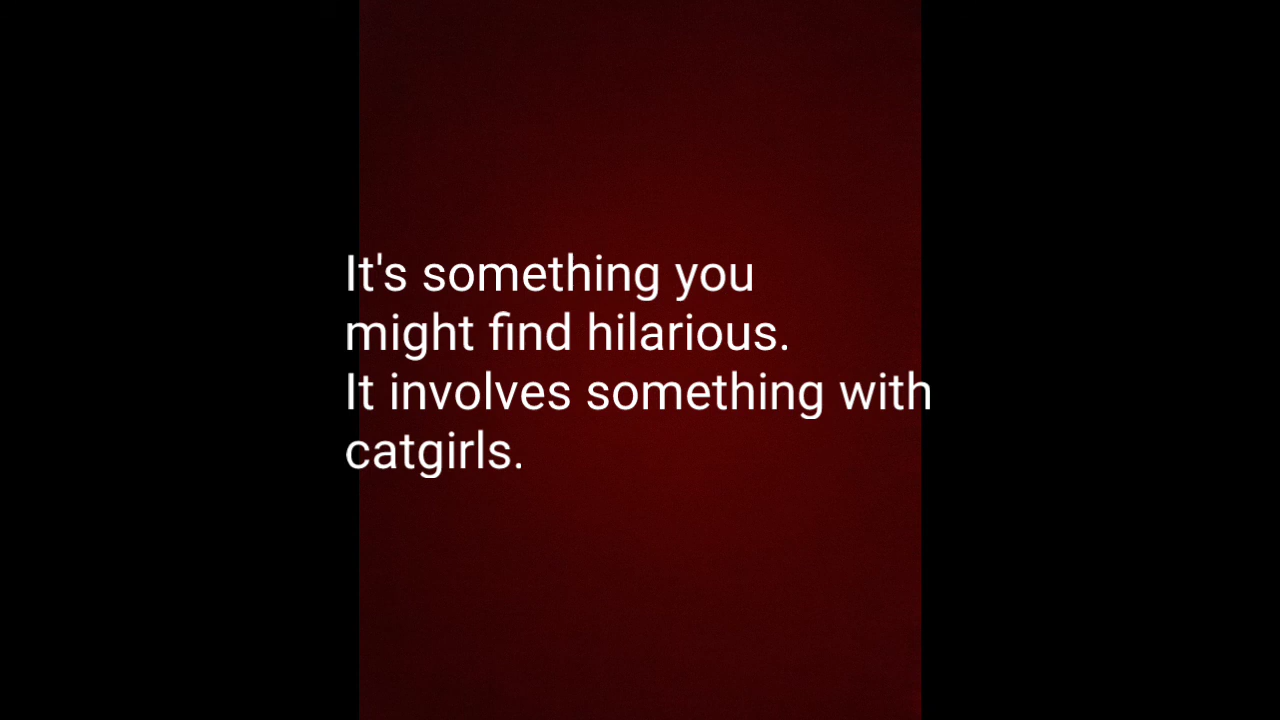 It's something you
might find hilarious.
It involves something with
catgirls.